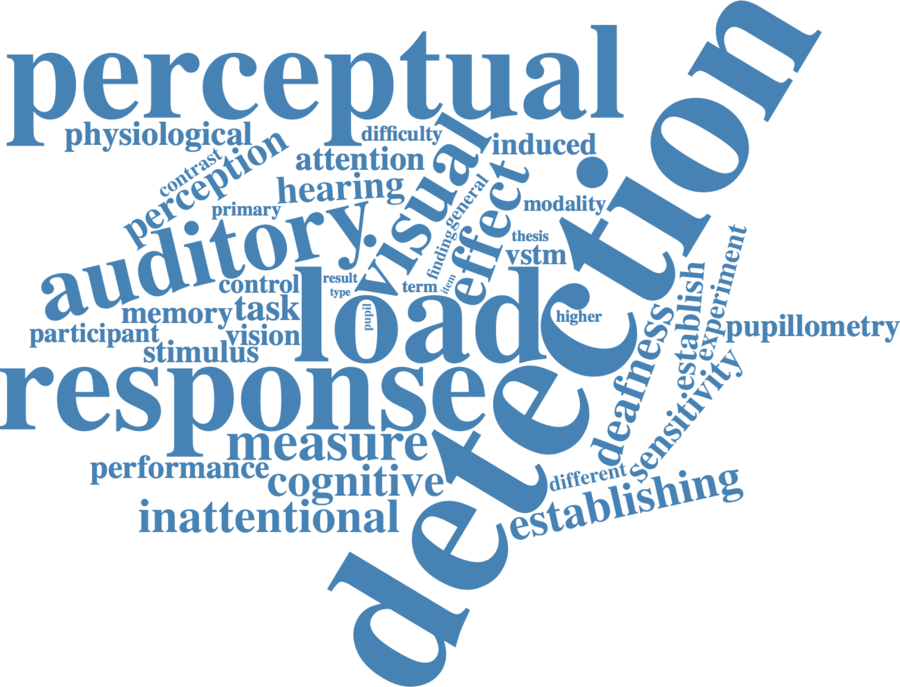 perceptual
detection
physiological
difficulty
induced
contrast
perception
attention
visual
hearing
general
effect
modality
primary
auditory
finding
thesis
vstm
control
result
type
term
item
load
memory
task
pupil
higher
participant
vision
stimulus
deafness
establish
experiment
pupillometry
response
sensitivity
measure
performance
cognitive
different
establishing
inattentional